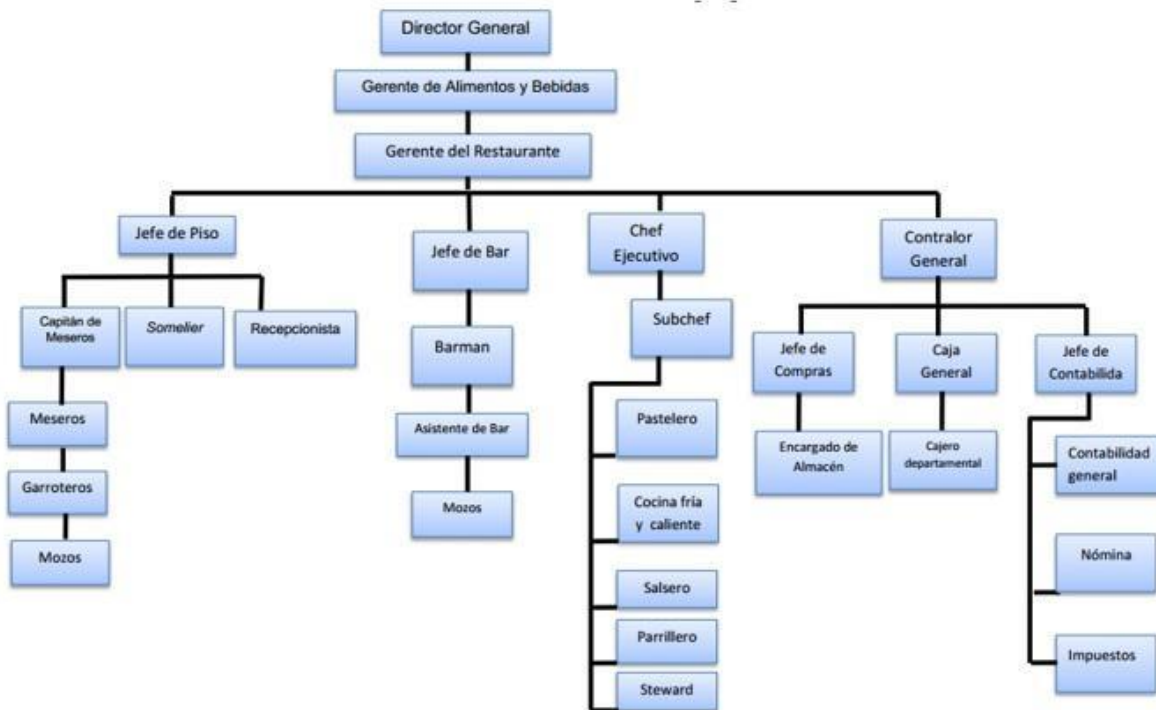 Director General
Gerente de Alimentos y Bebidas
Gerente del Restaurante
Jefe de Piso
Jefe de Bar
Chef
Ejecutivo
Contralor
General
Capitán de
Meseros
Somelier
Recepcionista
Barman
Subchef
Jefe de
Compras
Caja
General
Jefe de
Contabilida
Meseros
Asistente de Bar
Pastelero
Encargado de
Almacén
Cajero
departamental
Contabilidad
general
Garroteros
Mozos
Cocina fría
y caliente
Mozos
Nómina
Salsero
Parrillero
Impuestos
Steward